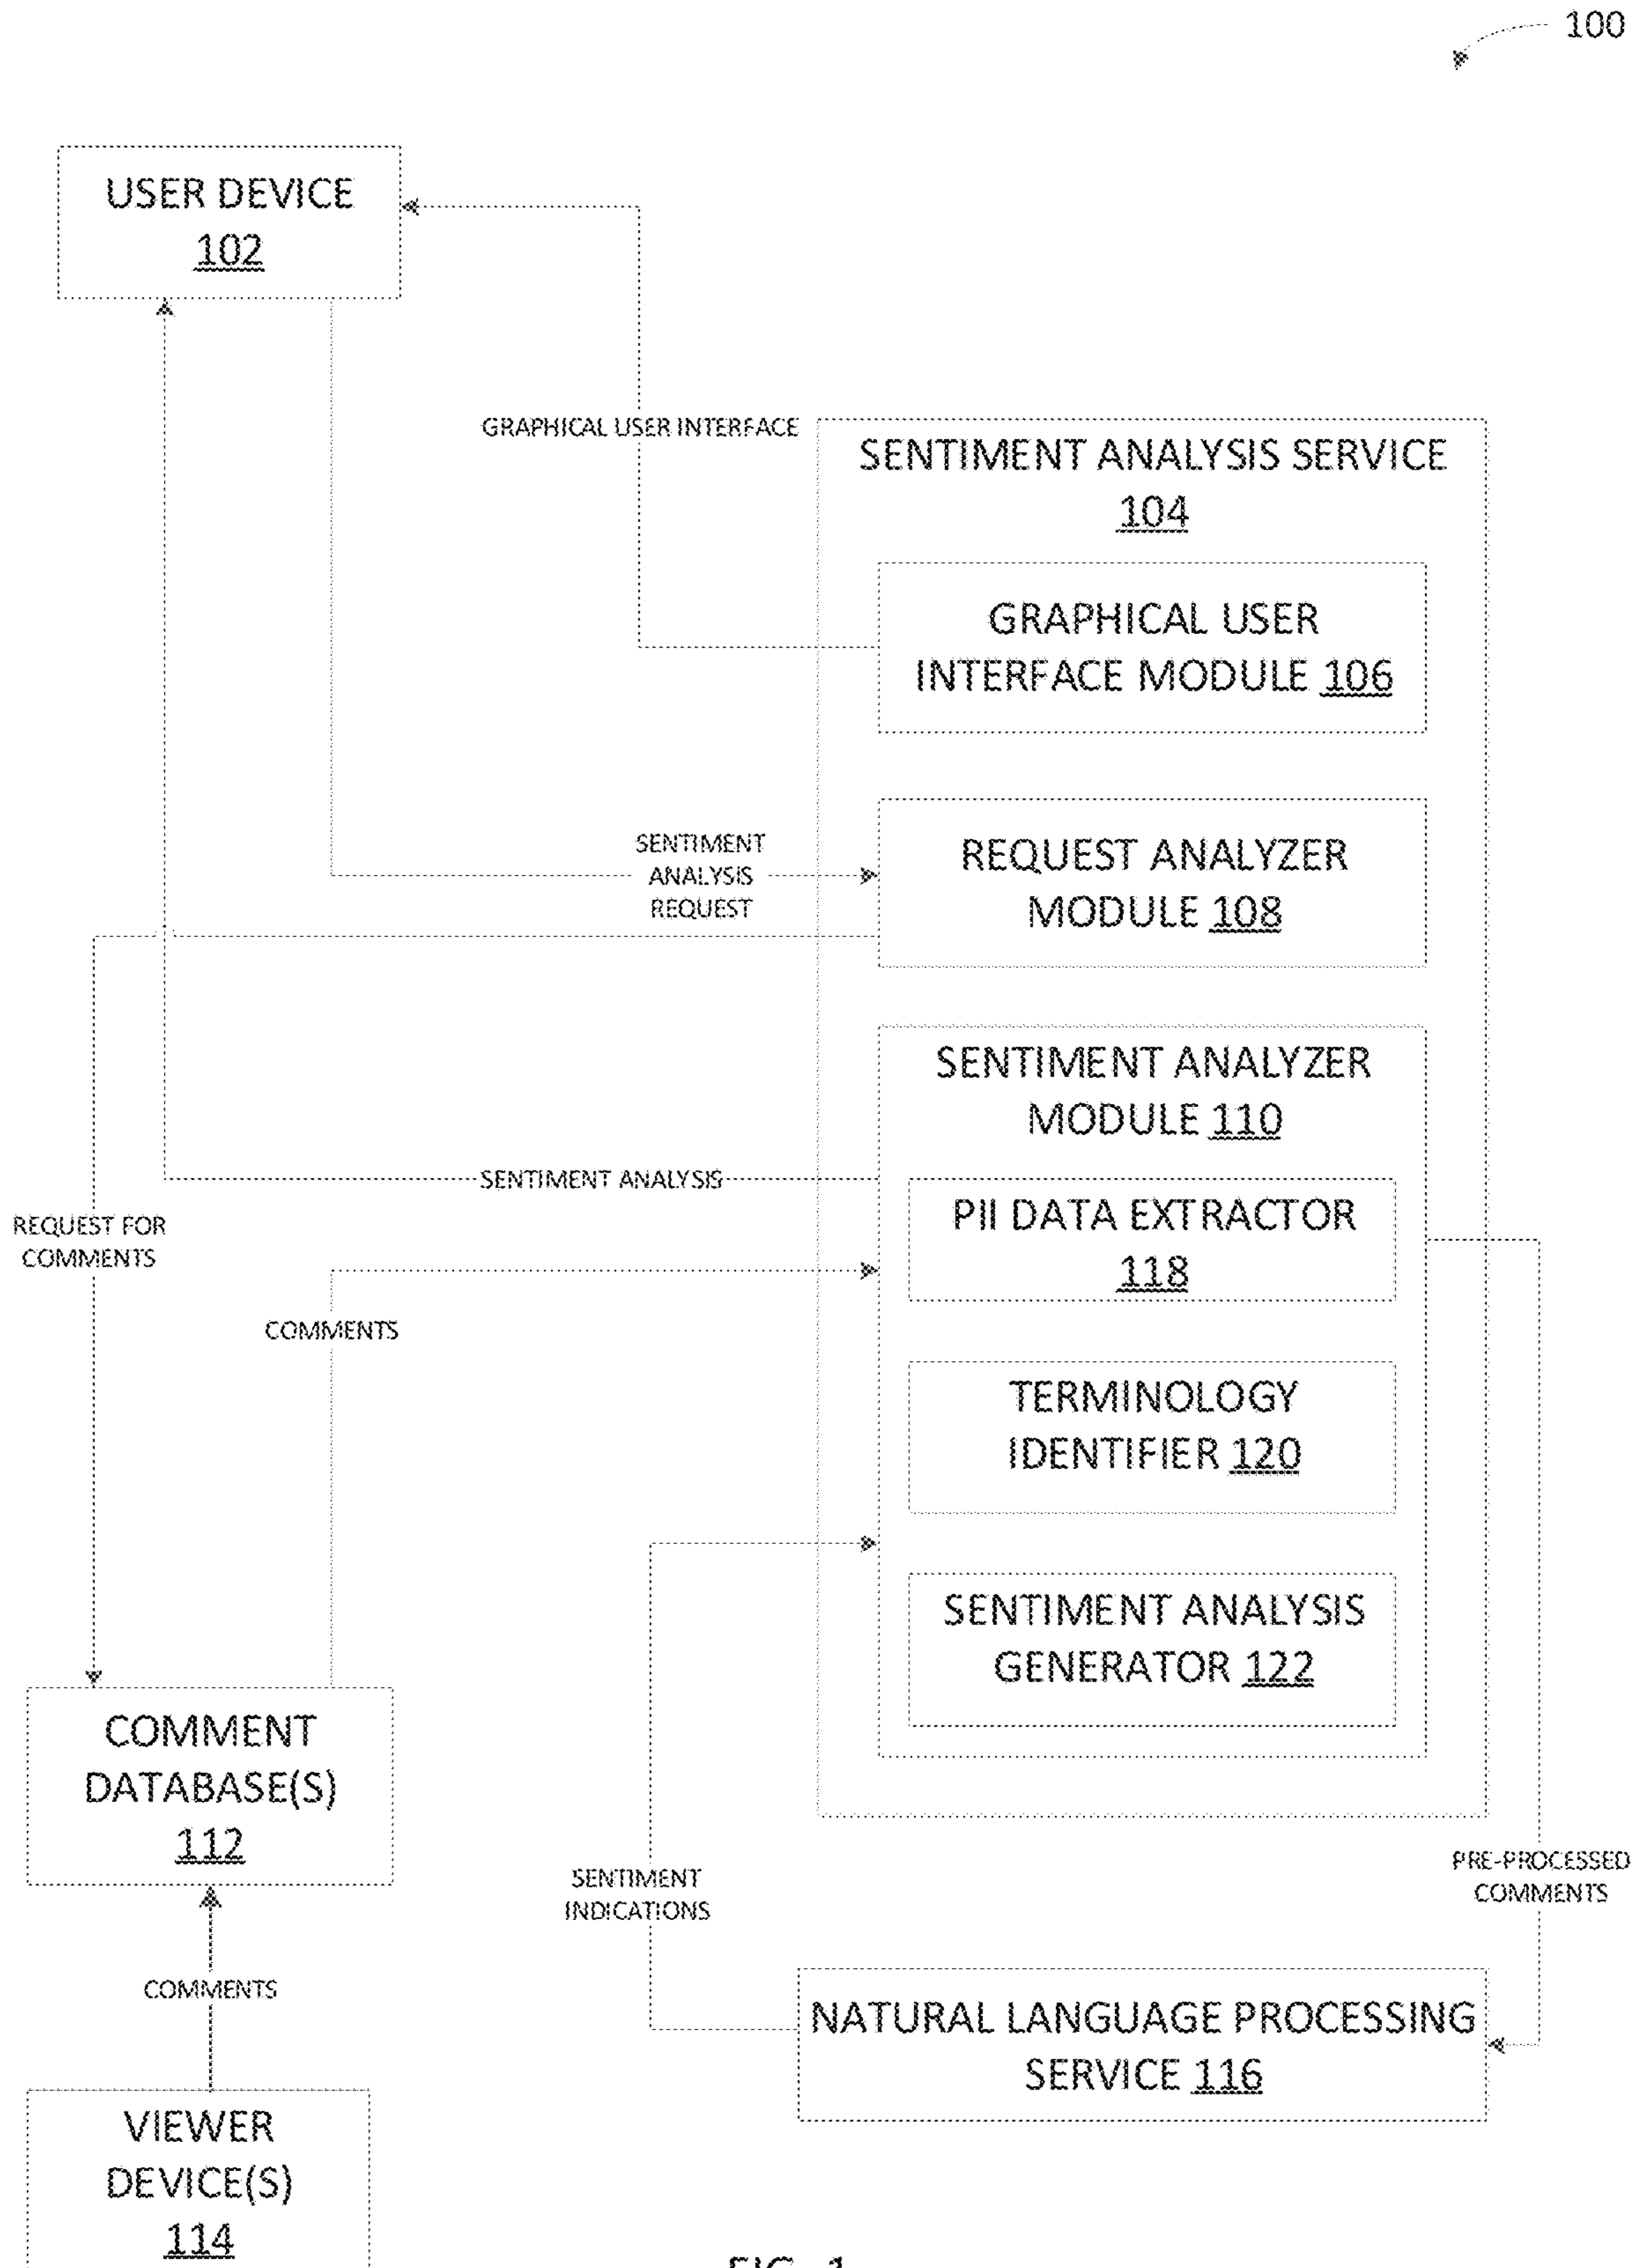 100
USER DEVICE
102
GRAPHICAL USER INTERFACE
SENTIMENT ANALYSIS SERVICE
104
GRAPHICAL USER
INTERFACE MODULE 106
SENTIMENT
ANALYSIS
REQUEST
REQUEST ANALYZER
MODULE 108
SENTIMENT ANALYZER
MODULE 110
SENTIMENT ANALYSIS
PII DATA EXTRACTOR
118
REQUEST FOR
COMMENTS
COMMENTS
TERMINOLOGY
IDENTIFIER 120
SENTIMENT ANALYSIS
GENERATOR 122
COMMENT
DATABASE(S)
112
SENTIMENT
INDICATIONS
PRE-PROCESSED
COMMENTS
COMMENTS
NATURAL LANGUAGE PROCESSING
SERVICE 116
VIEWER
DEVICE(S)
114
FIG. 1